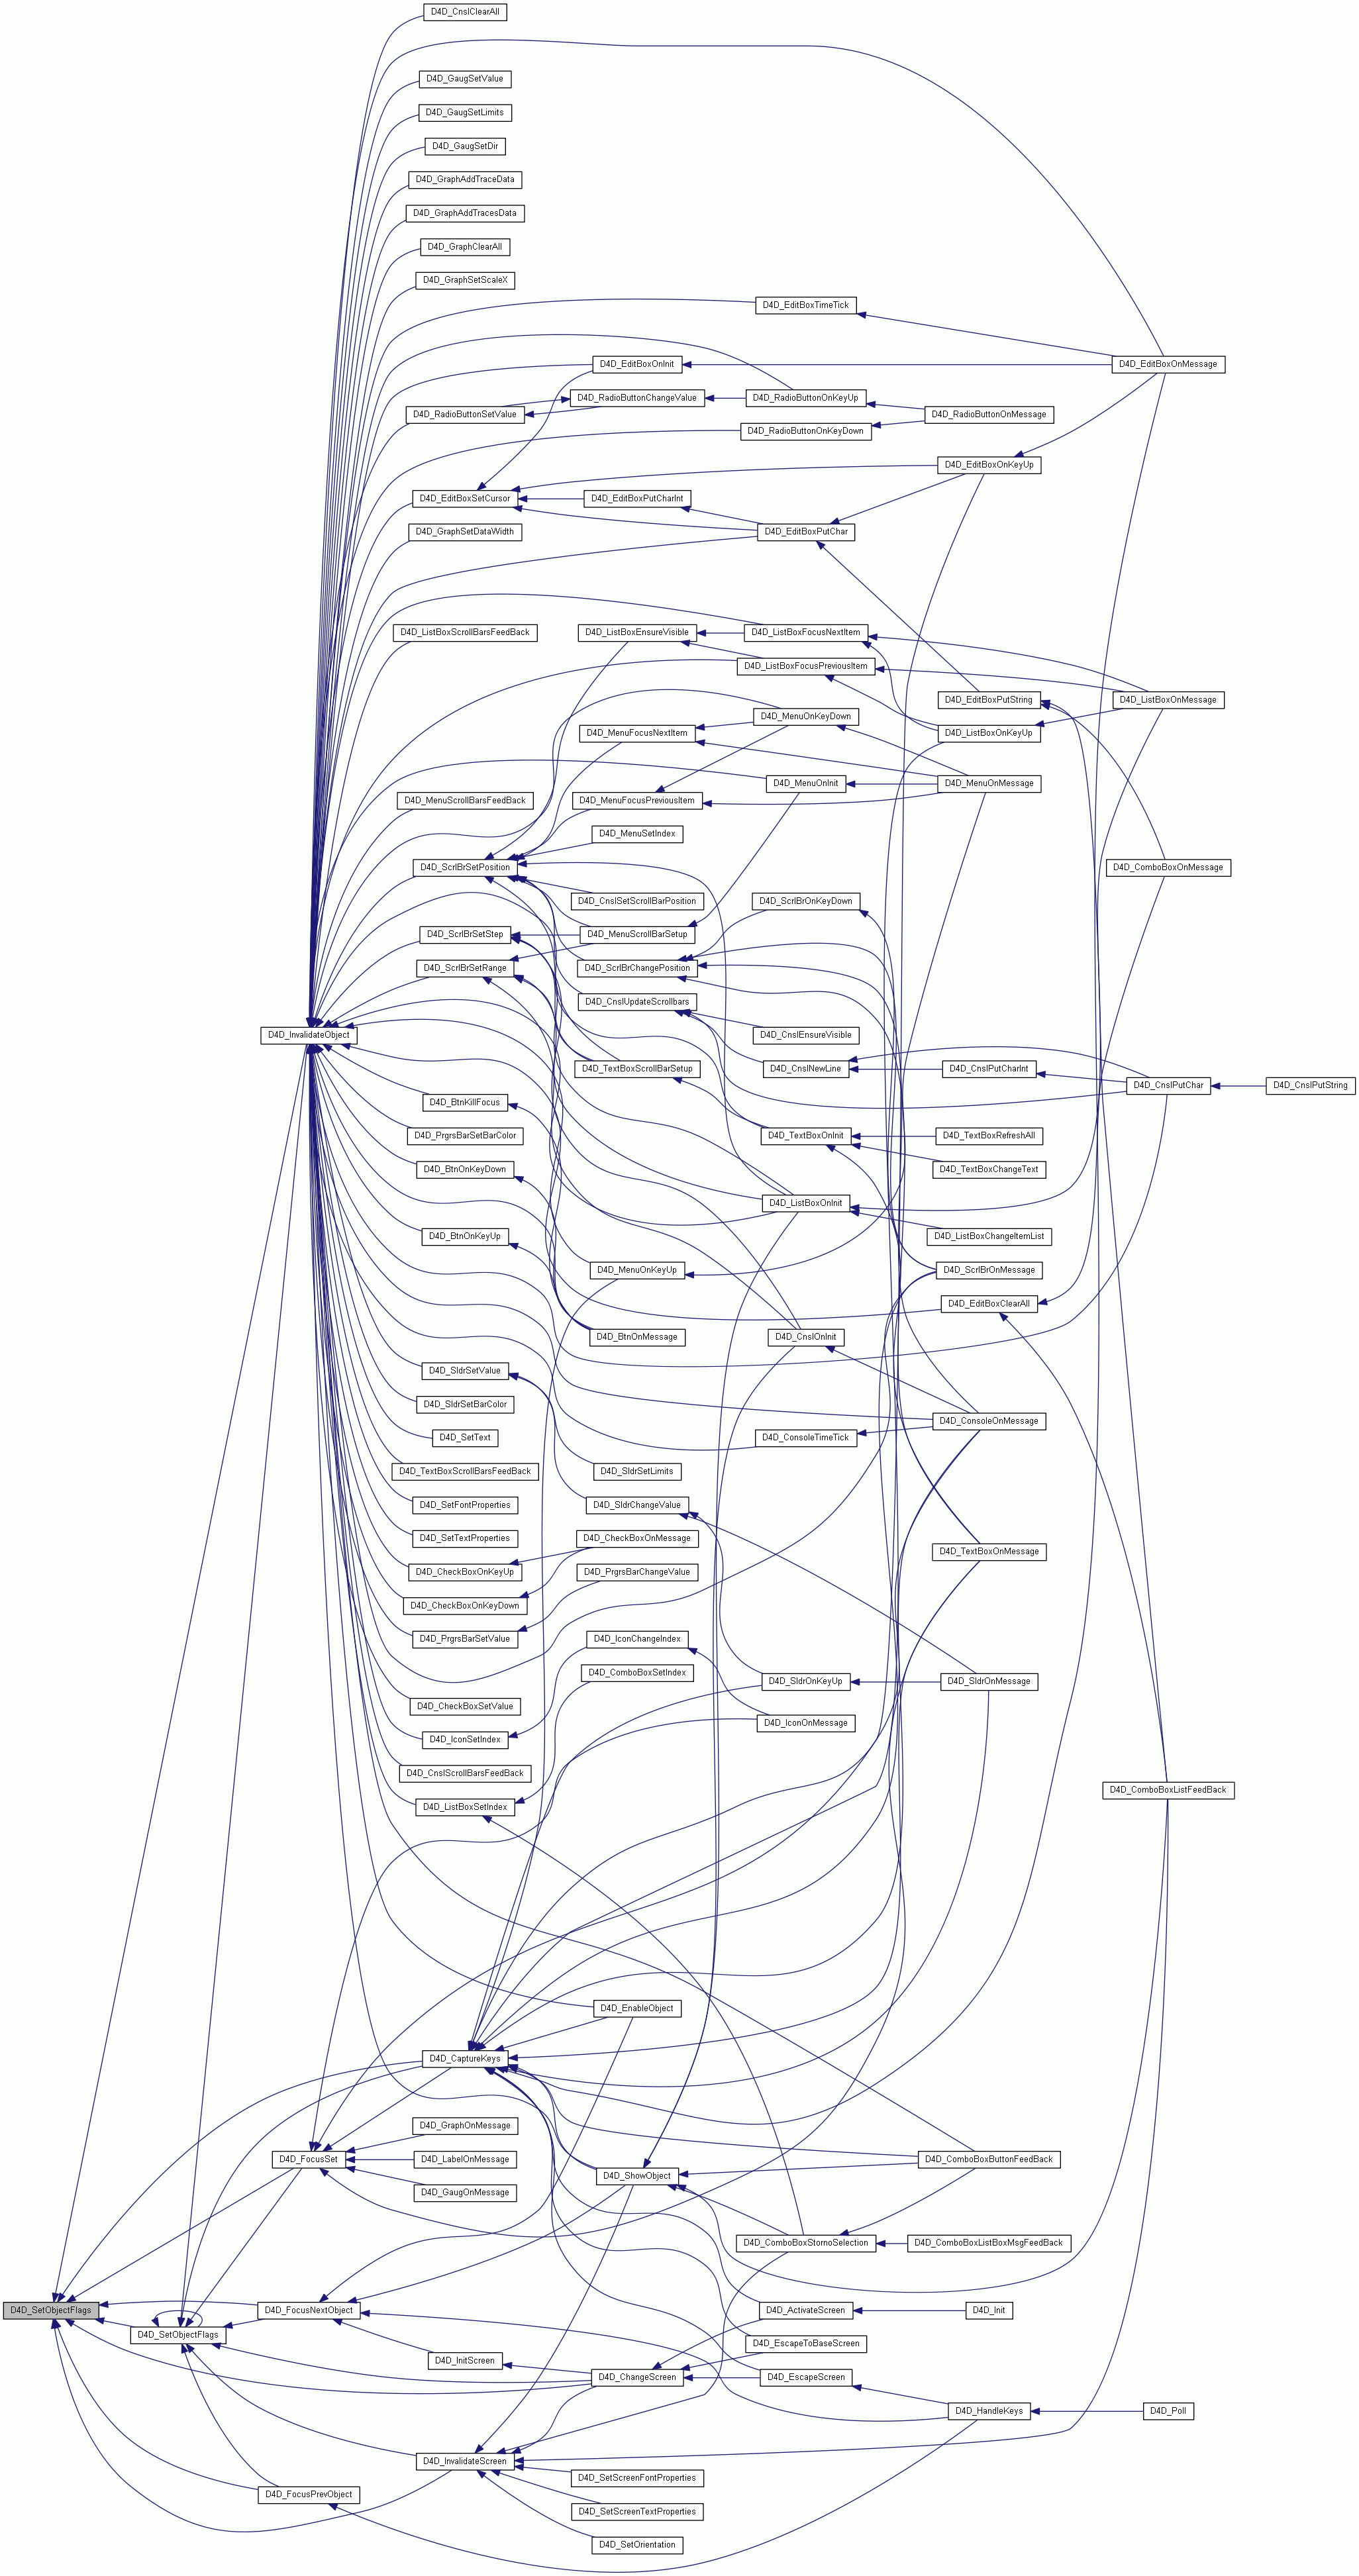 D4D_CnslClearAll
D4D_GaugSetValue
D4D_GaugSetLimits
D4D_GaugSetDir
D4D_GraphAddTraceData
D4D_GraphAddTracesData
D4D_GraphClearAll
D4D_GraphSetScaleX
D4D_EditBoxTimeTick
D4D_EditBoxOnInit
D4D_EditBoxOnMessage
D4D_RadioButtonChangeValue
D4D_RadioButtonOnKeyUp
D4D_RadioButtonSetValue
D4D_RadioButtonOnMessage
D4D_RadioButtonOnKeyDown
D4D_EditBoxOnKeyUp
D4D_EditBoxSetCursor
D4D_EditBoxPutCharInt
D4D_GraphSetDataWidth
D4D_EditBoxPutChar
D4D_ListBoxScrollBarsFeedBack
D4D_ListBoxEnsureVisible
D4D_ListBoxFocusNextItem
D4D_ListBoxFocusPreviousItem
D4D_EditBoxPutString
D4D_ListBoxOnMessage
D4D_MenuOnKeyDown
D4D_MenuFocusNextItem
D4D_ListBoxOnKeyUp
D4D_MenuOnInit
D4D_MenuOnMessage
D4D_MenuScrollBarsFeedBack
D4D_MenuFocusPreviousItem
D4D_MenuSetIndex
D4D_ScrlBrSetPosition
D4D_ComboBoxOnMessage
D4D_CnslSetScrollBarPosition
D4D_ScrlBrOnKeyDown
D4D_ScrlBrSetStep
D4D_MenuScrollBarSetup
D4D_ScrlBrSetRange
D4D_ScrlBrChangePosition
D4D_CnslUpdateScrollbars
D4D_InvalidateObject
D4D_CnslEnsureVisible
D4D_TextBoxScrollBarSetup
D4D_CnslNewLine
D4D_CnslPutCharInt
D4D_CnslPutChar
D4D_CnslPutString
D4D_BtnKillFocus
D4D_PrgrsBarSetBarColor
D4D_TextBoxOnInit
D4D_TextBoxRefreshAll
D4D_BtnOnKeyDown
D4D_TextBoxChangeText
D4D_ListBoxOnInit
D4D_BtnOnKeyUp
D4D_ListBoxChangeItemList
D4D_MenuOnKeyUp
D4D_ScrlBrOnMessage
D4D_EditBoxClearAll
D4D_BtnOnMessage
D4D_CnslOnInit
D4D_SldrSetValue
D4D_SldrSetBarColor
D4D_ConsoleOnMessage
D4D_SetText
D4D_ConsoleTimeTick
D4D_TextBoxScrollBarsFeedBack
D4D_SldrSetLimits
D4D_SetFontProperties
D4D_SldrChangeValue
D4D_SetTextProperties
D4D_CheckBoxOnMessage
D4D_TextBoxOnMessage
D4D_CheckBoxOnKeyUp
D4D_PrgrsBarChangeValue
D4D_CheckBoxOnKeyDown
D4D_PrgrsBarSetValue
D4D_IconChangeIndex
D4D_ComboBoxSetIndex
D4D_SldrOnKeyUp
D4D_SldrOnMessage
D4D_CheckBoxSetValue
D4D_IconOnMessage
D4D_IconSetIndex
D4D_CnslScrollBarsFeedBack
D4D_ComboBoxListFeedBack
D4D_ListBoxSetIndex
D4D_EnableObject
D4D_CaptureKeys
D4D_GraphOnMessage
D4D_FocusSet
D4D_LabelOnMessage
D4D_ComboBoxButtonFeedBack
D4D_ShowObject
D4D_GaugOnMessage
D4D_ComboBoxStornoSelection
D4D_ComboBoxListBoxMsgFeedBack
D4D_SetObjectFlags
D4D_FocusNextObject
D4D_ActivateScreen
D4D_Init
D4D_SetObjectFlags
D4D_EscapeToBaseScreen
D4D_InitScreen
D4D_ChangeScreen
D4D_EscapeScreen
D4D_HandleKeys
D4D_Poll
D4D_InvalidateScreen
D4D_SetScreenFontProperties
D4D_FocusPrevObject
D4D_SetScreenTextProperties
D4D_SetOrientation